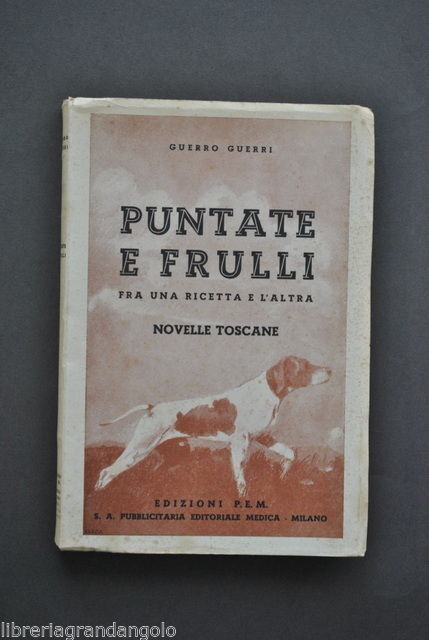 GUERRO GUERRI
PUNTATE
E FRULLI
FRA UNA RICETTA E L'ALTRA
NOVELLE TOSCANE
EDIZIONI P.E.M.
S. A. PUBBLICITARIA EDITORIALE MEDICA - MILANO
libreriagrandangolo